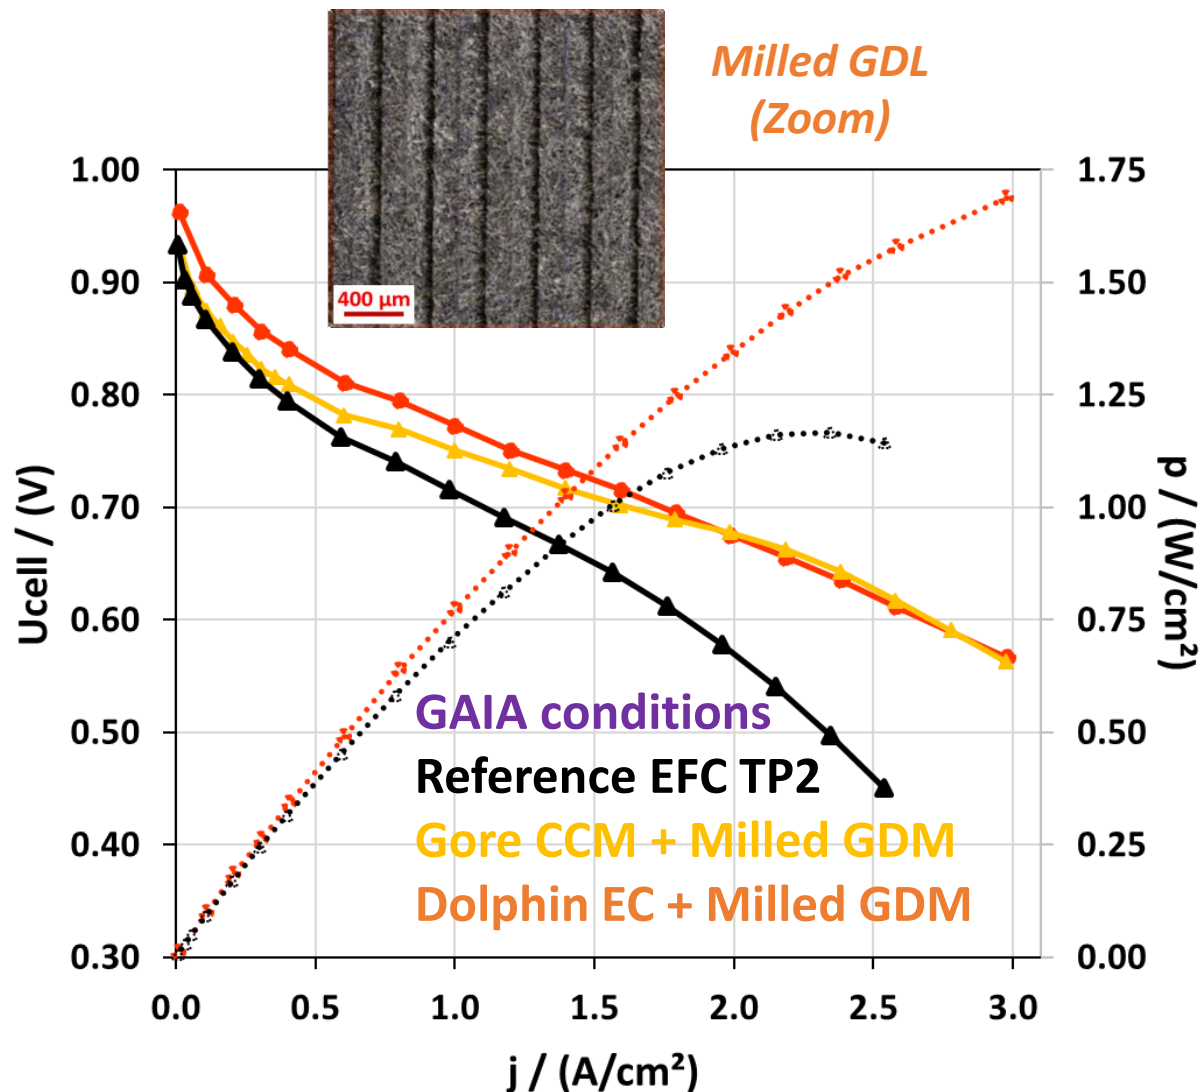 Milled GDL
(Zoom)
400 µm
1.00
0.90
0.80
0.70
0.60
0.50
0.40
0.30
Ucell / (V)
1.75
1.50
1.25
1.00
0.75
0.50
0.25
0.00
p / (W/cm²)
GAIA conditions
Reference EFC TP2
Gore CCM + Milled GDM
Dolphin EC + Milled GDM
0.0 0.5 1.0 1.5 2.0 2.5 3.0
j / (A/cm²)